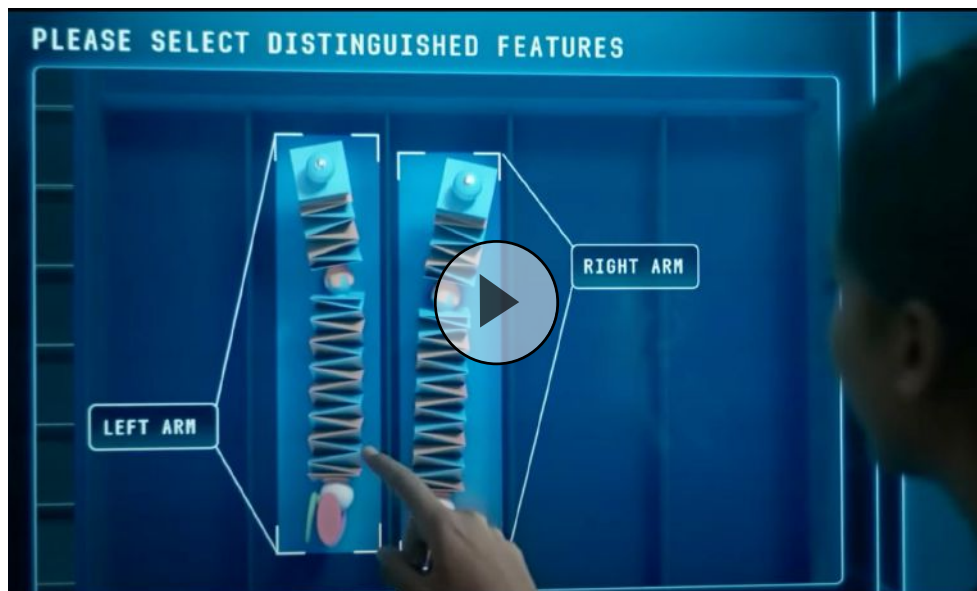 PLEASE SELECT DISTINGUISHED FEATURES
RIGHT ARM
LEFT ARM